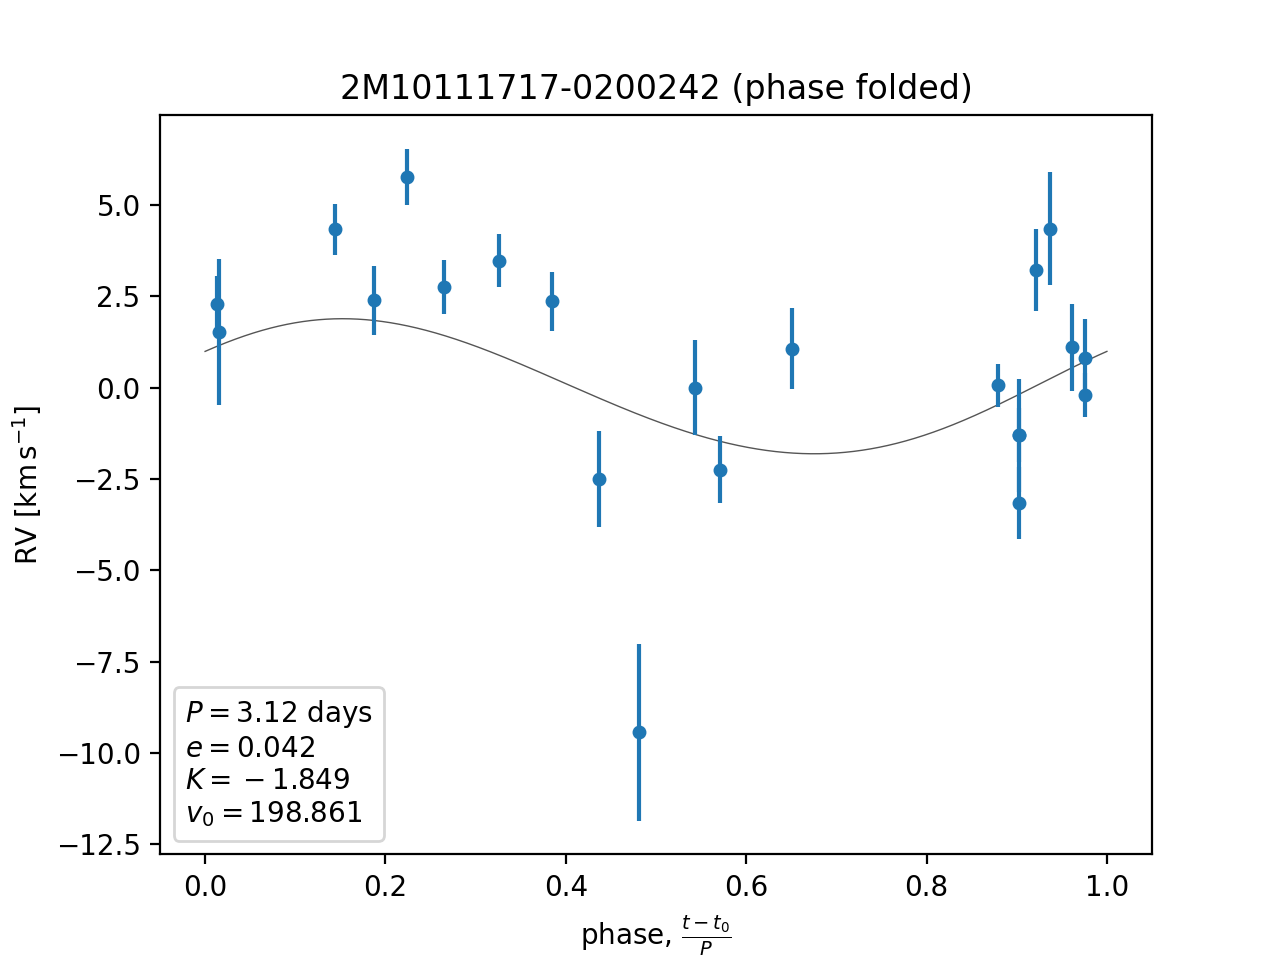 2M10111717-0200242 (phase folded)
RV [km s⁻¹]
5.0
2.5
0.0
−2.5
−5.0
−7.5
−10.0
−12.5
P = 3.12 days
e = 0.042
K = −1.849
v₀ = 198.861
0.0 0.2 0.4 0.6 0.8 1.0
phase, (t − t₀)/P